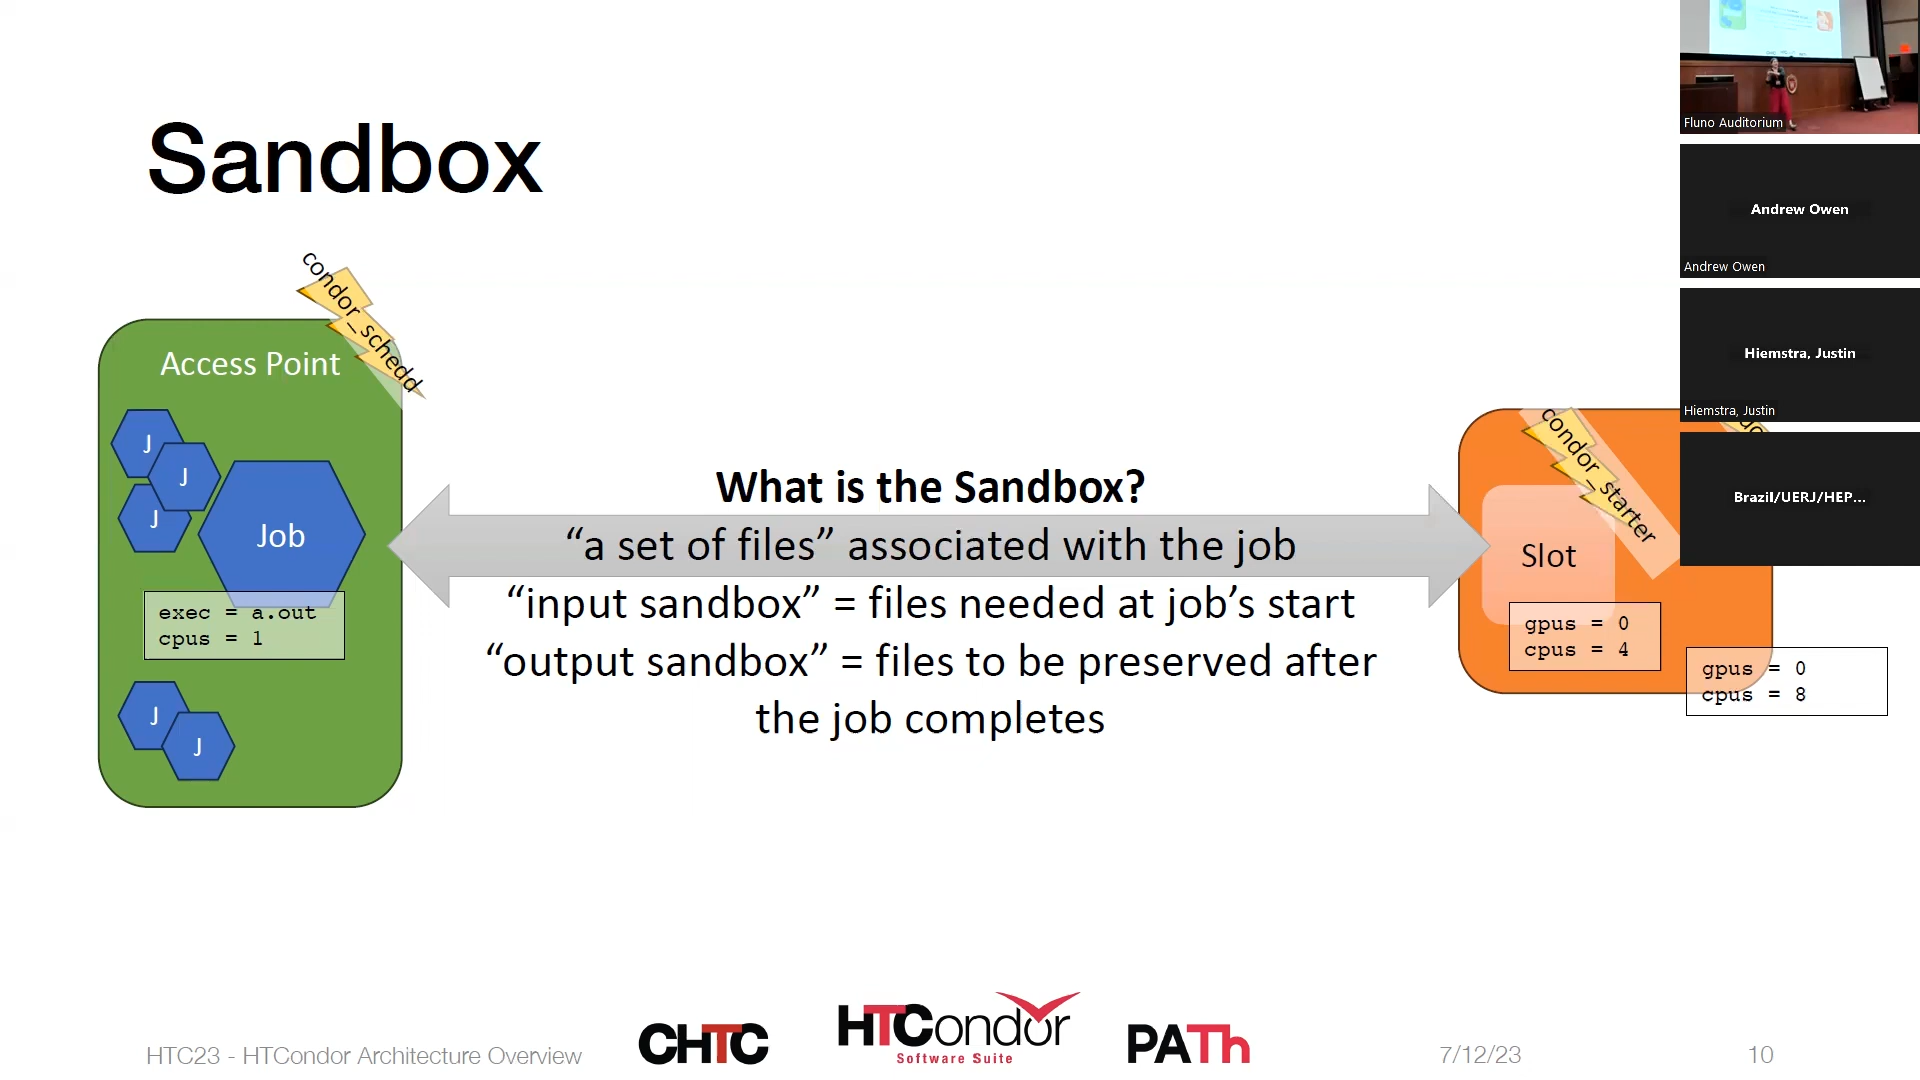 Sandbox
condor_schedd
Access Point
J
J
J
Job
exec = a.out
cpus = 1
J
J
What is the Sandbox?
“a set of files” associated with the job
“input sandbox” = files needed at job’s start
“output sandbox” = files to be preserved after
the job completes
condor_starter
Slot
gpus = 0
cpus = 4
gpus = 0
cpus = 8
Fluno Auditorium
Andrew Owen
Andrew Owen
Hiemstra, Justin
Hiemstra, Justin
Brazil/UERJ/HEP...
HTC23 - HTCondor Architecture Overview
CHTC
HTCondor
Software Suite
PATh
7/12/23
10